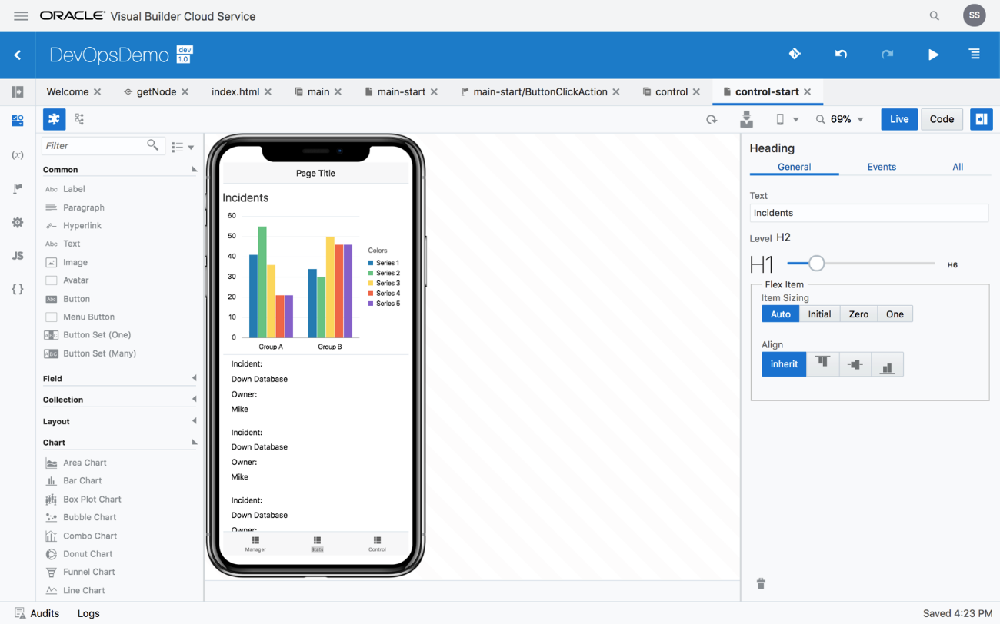 ORACLE Visual Builder Cloud Service
SS
DevOpsDemo dev 1.0
Welcome getNode index.html main main-start main-start/ButtonClickAction control control-start
69% Live Code
Filter
Common
Abc Label
Paragraph
Hyperlink
Abc Text
Image
Avatar
Abc Button
Menu Button
ABC Button Set (One)
ABC Button Set (Many)
Field
Collection
Layout
Chart
Area Chart
Bar Chart
Box Plot Chart
Bubble Chart
Combo Chart
Donut Chart
Funnel Chart
Line Chart
(x)
JS
{ }
Page Title
Incidents
60
50
40
30
20
10
0
Group A Group B
Colors
Series 1
Series 2
Series 3
Series 4
Series 5
Incident:
Down Database
Owner:
Mike
Incident:
Down Database
Owner:
Mike
Incident:
Down Database
Owner:
Manager Stats Control
Heading
General Events All
Text
Incidents
Level H2
H1 H6
Flex Item
Item Sizing
Auto Initial Zero One
Align
inherit
Audits Logs
Saved 4:23 PM